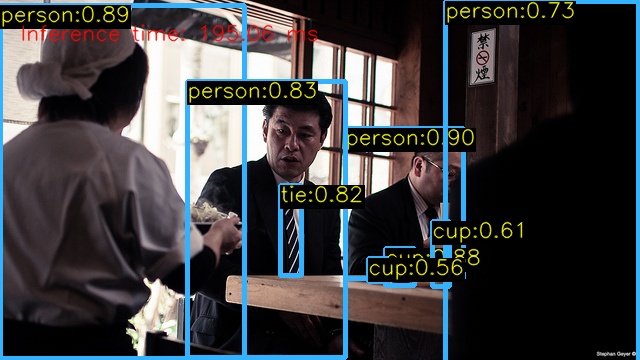 person:0.89
person:0.73
Inference time: 195.06 ms
禁
煙
person:0.83
person:0.90
tie:0.82
cup:0.61
cup:0.56
Stephan Geyer ©